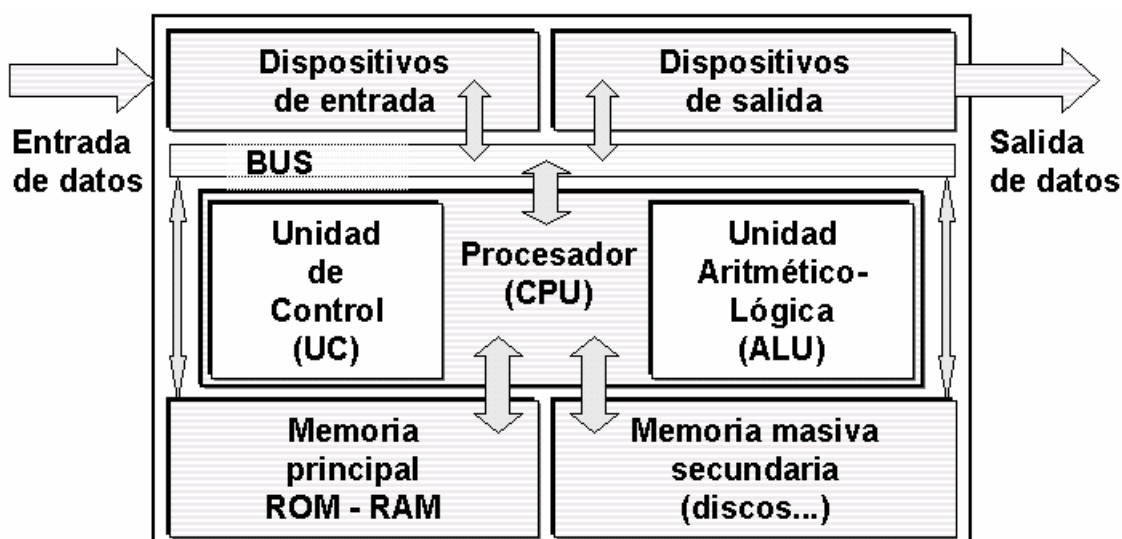 Dispositivos
de entrada
Dispositivos
de salida
Entrada
de datos
Salida
de datos
BUS
Unidad
de
Control
(UC)
Procesador
(CPU)
Unidad
Aritmético-
Lógica
(ALU)
Memoria
principal
ROM - RAM
Memoria masiva
secundaria
(discos...)